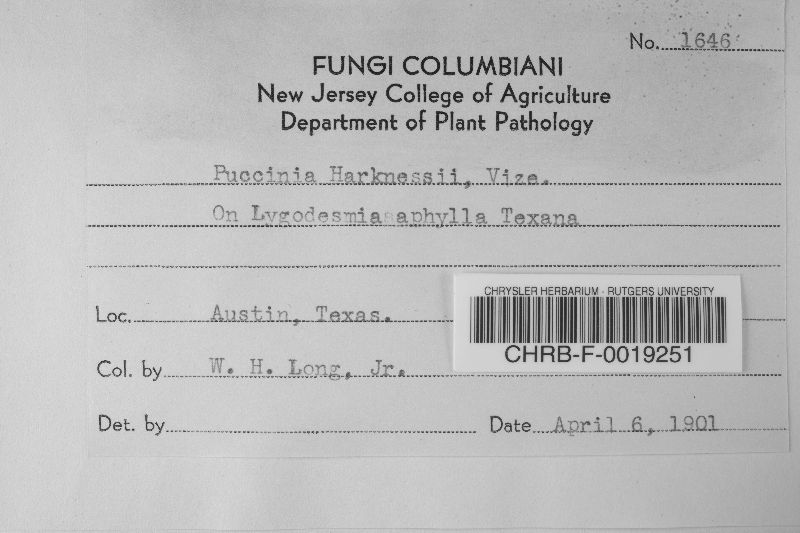 No. 1646
FUNGI COLUMBIANI
New Jersey College of Agriculture
Department of Plant Pathology
Puccinia Harknessii, Vize.
On Lygodesmia aphylla Texana
CHRYSLER HERBARIUM - RUTGERS UNIVERSITY
Loc. Austin, Texas.
CHRB-F-0019251
Col. by W. H. Long, Jr.
Det. by
Date April 6, 1901